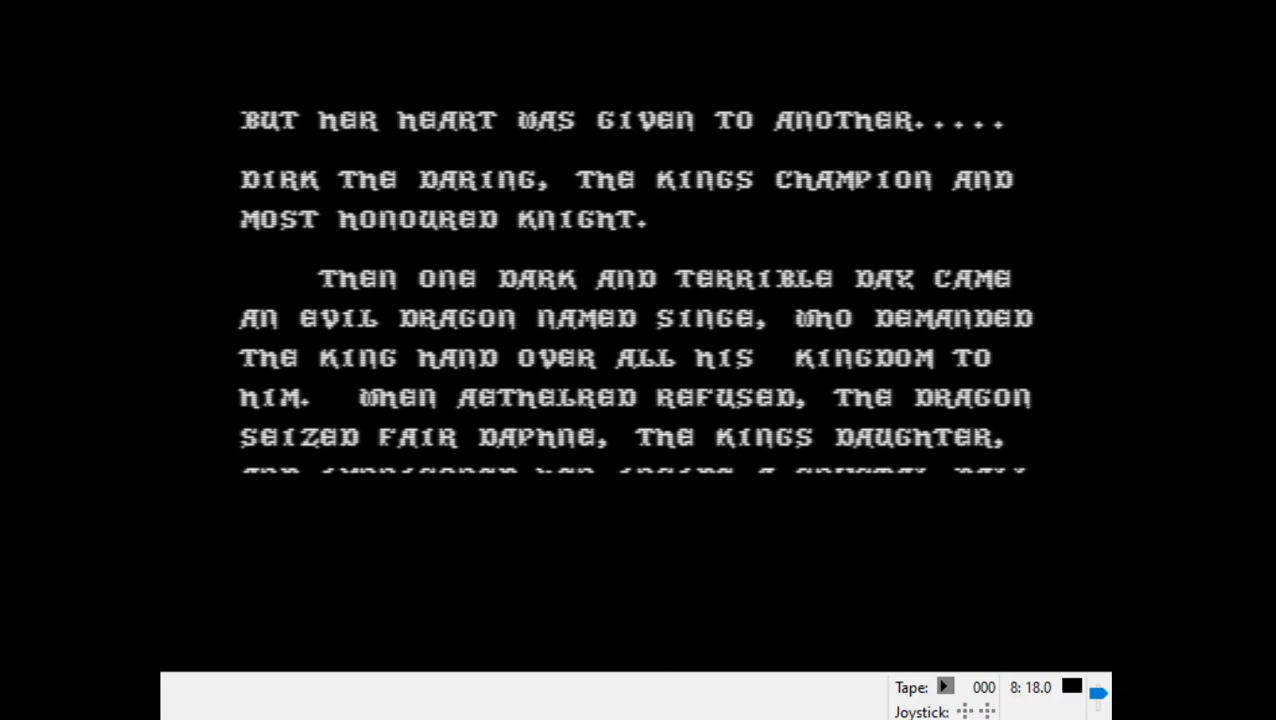 BUT HER HEART WAS GIVEN TO ANOTHER.....
DIRK THE DARING, THE KINGS CHAMPION AND
MOST HONOURED KNIGHT.
THEN ONE DARK AND TERRIBLE DAY CAME
AN EVIL DRAGON NAMED SINGE, WHO DEMANDED
THE KING HAND OVER ALL HIS KINGDOM TO
HIM. WHEN AETHELRED REFUSED, THE DRAGON
SEIZED FAIR DAPHNE, THE KINGS DAUGHTER,
Tape: 000 8: 18.0
Joystick: